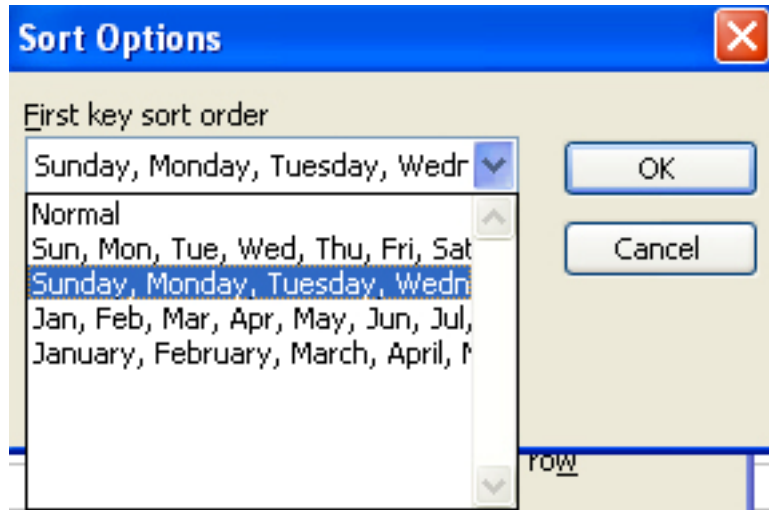 Sort Options
First key sort order
Sunday, Monday, Tuesday, Wedr
OK
Normal
Sun, Mon, Tue, Wed, Thu, Fri, Sat
Cancel
Sunday, Monday, Tuesday, Wedn
Jan, Feb, Mar, Apr, May, Jun, Jul,
January, February, March, April,
row